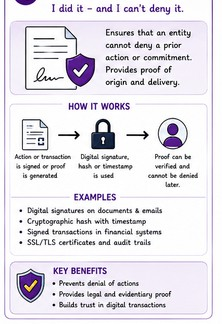 I did it – and I can't deny it.
Ensures that an entity
cannot deny a prior
action or commitment.
Provides proof of
origin and delivery.
HOW IT WORKS
Action or transaction
is signed or proof
is generated
Digital signature,
hash or timestamp
is used
Proof can be
verified and
cannot be denied
later.
EXAMPLES
• Digital signatures on documents & emails
• Cryptographic hash with timestamp
• Signed transactions in financial systems
• SSL/TLS certificates and audit trails
KEY BENEFITS
• Prevents denial of actions
• Provides legal and evidentiary proof
• Builds trust in digital transactions